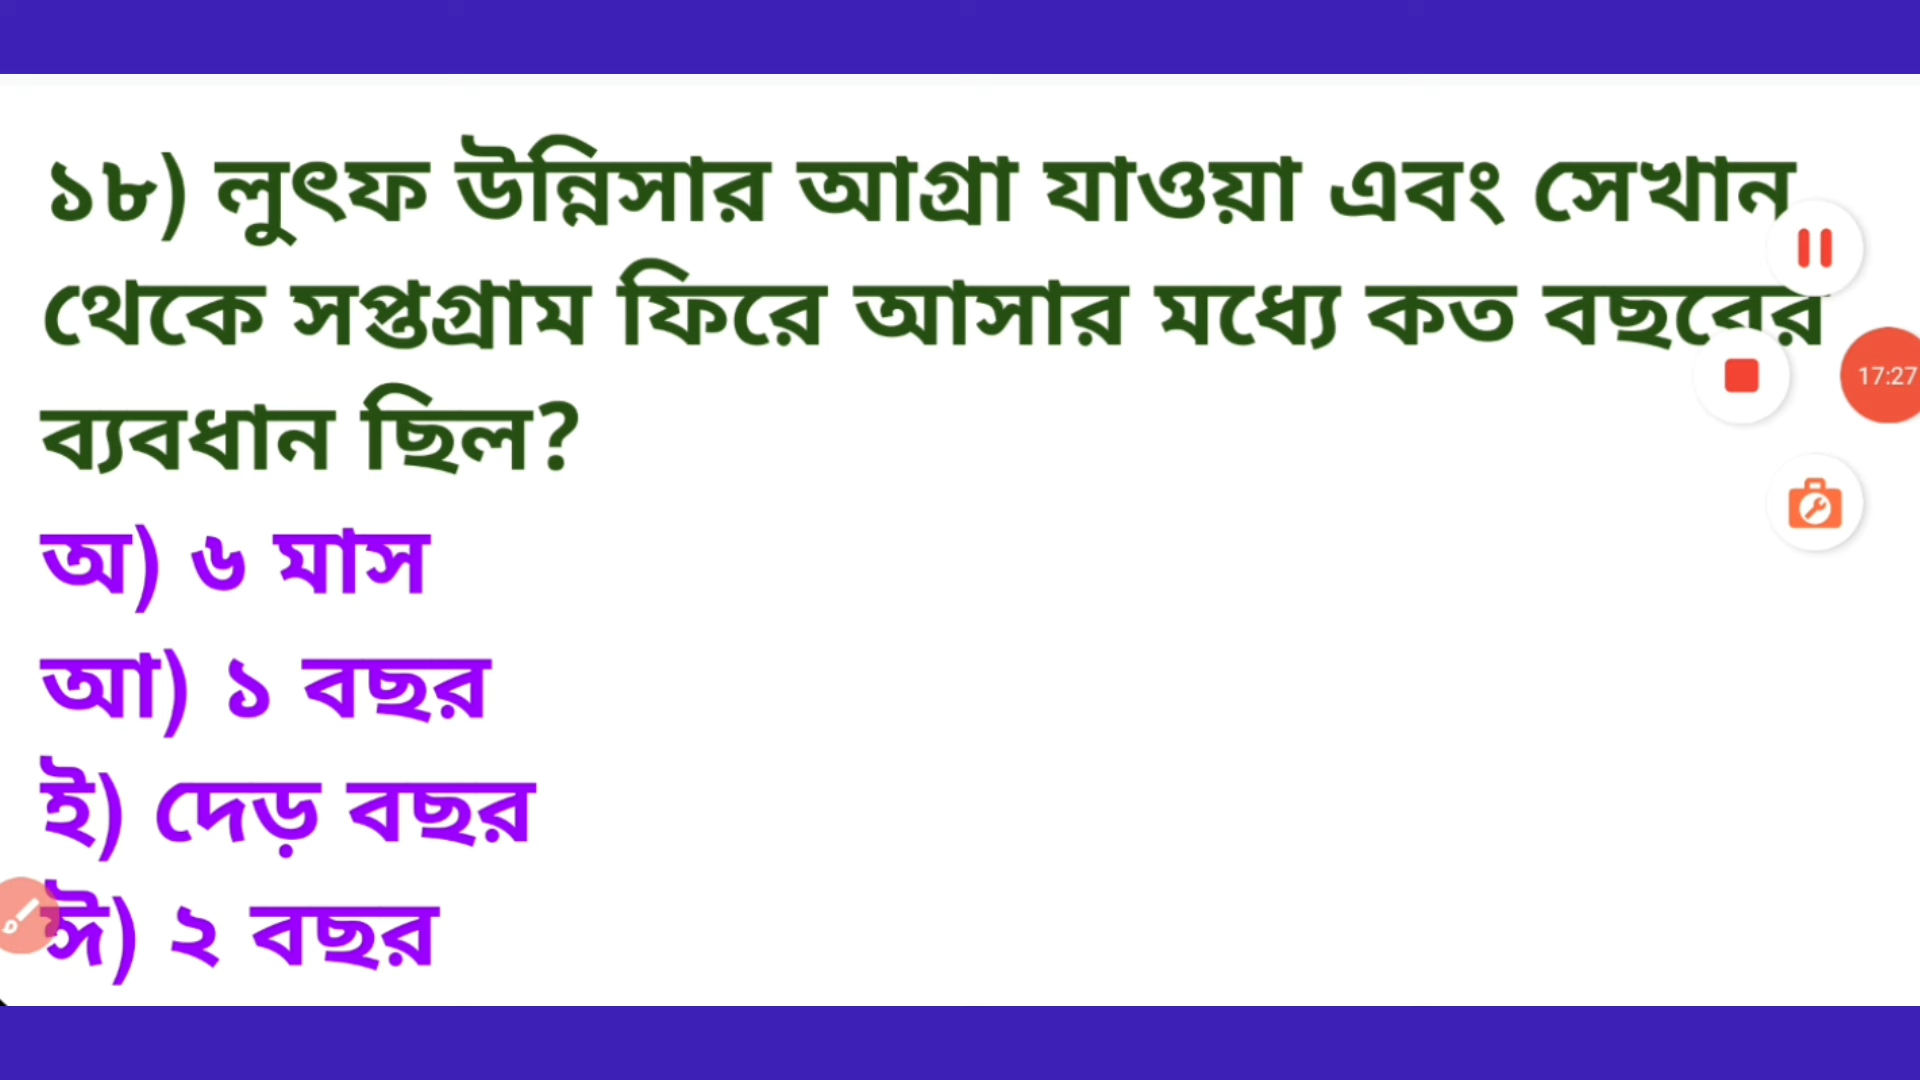 ১৮) লুৎফ উন্নিসার আগ্রা যাওয়া এবং সেখান
থেকে সপ্তগ্রাম ফিরে আসার মধ্যে কত বছরের
ব্যবধান ছিল?
17:27
অ) ৬ মাস
আ) ১ বছর
ই) দেড় বছর
ঈ) ২ বছর